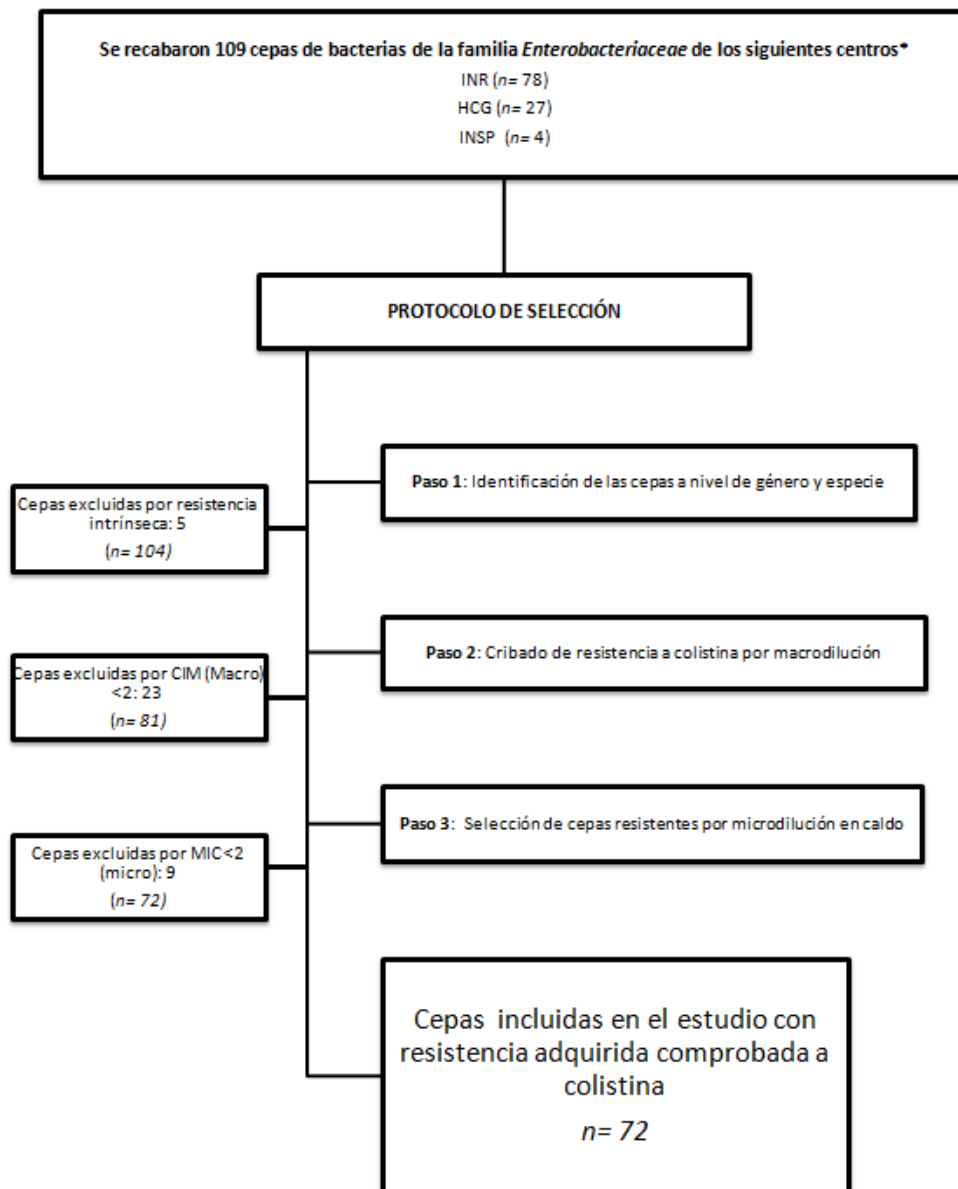 Se recabaron 109 cepas de bacterias de la familia Enterobacteriaceae de los siguientes centros*
INR (n= 78)
HCG (n= 27)
INSP (n= 4)
PROTOCOLO DE SELECCIÓN
Paso 1: Identificación de las cepas a nivel de género y especie
Cepas excluidas por resistencia
intrínseca: 5
(n= 104)
Paso 2: Cribado de resistencia a colistina por macrodilución
Cepas excluidas por CIM (Macro)
<2: 23
(n= 81)
Paso 3: Selección de cepas resistentes por microdilución en caldo
Cepas excluidas por MIC<2
(micro): 9
(n= 72)
Cepas incluidas en el estudio con
resistencia adquirida comprobada a
colistina
n= 72